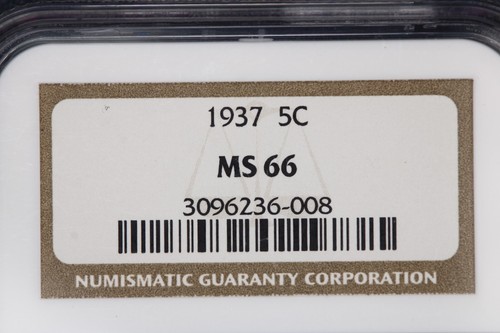 1937 5C
MS 66
3096236-008
NUMISMATIC GUARANTY CORPORATION